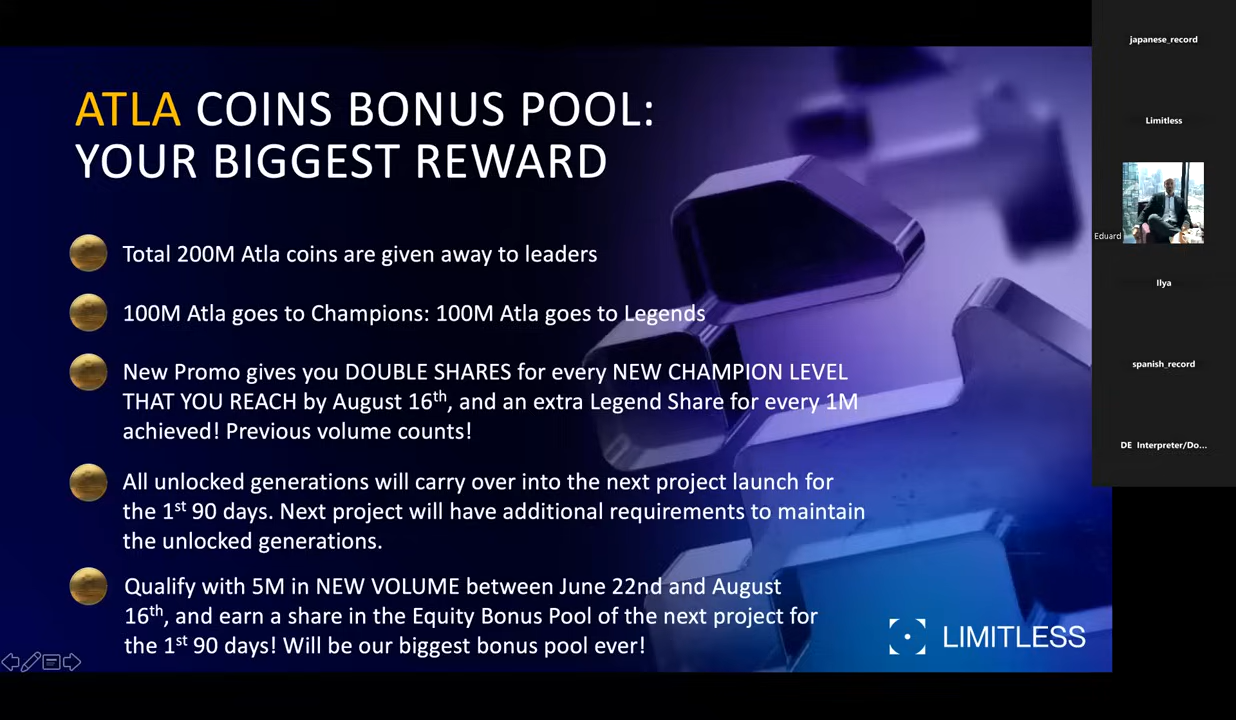 ATLA COINS BONUS POOL:
YOUR BIGGEST REWARD
Total 200M Atla coins are given away to leaders
100M Atla goes to Champions: 100M Atla goes to Legends
New Promo gives you DOUBLE SHARES for every NEW CHAMPION LEVEL
THAT YOU REACH by August 16th, and an extra Legend Share for every 1M
achieved! Previous volume counts!
All unlocked generations will carry over into the next project launch for
the 1st 90 days. Next project will have additional requirements to maintain
the unlocked generations.
Qualify with 5M in NEW VOLUME between June 22nd and August
16th, and earn a share in the Equity Bonus Pool of the next project for
the 1st 90 days! Will be our biggest bonus pool ever!
LIMITLESS
japanese_record
Limitless
Eduard
Ilya
spanish_record
DE Interpreter/Do...